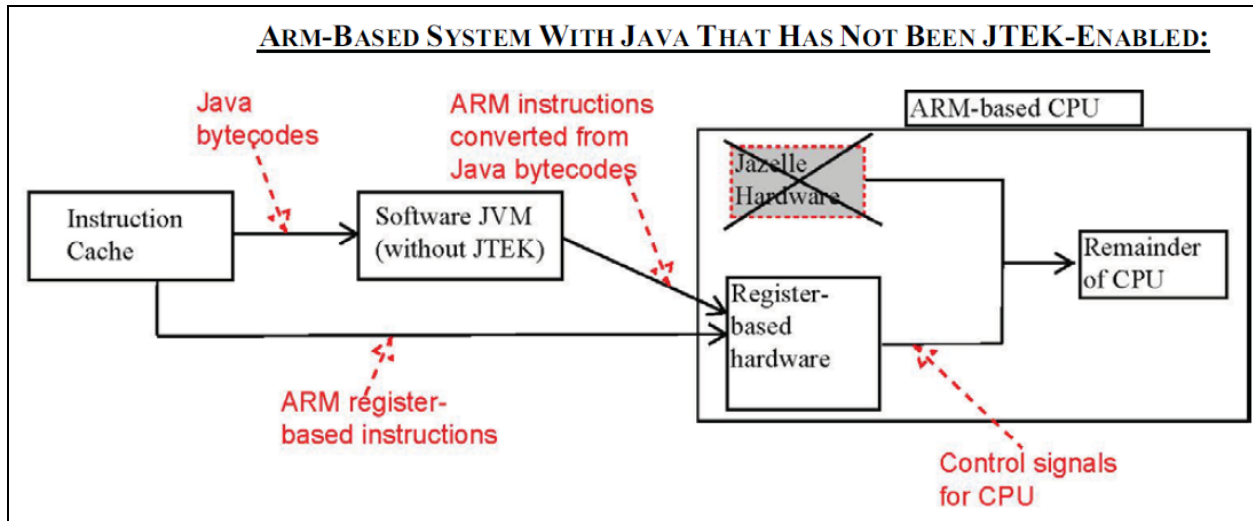 ARM-BASED SYSTEM WITH JAVA THAT HAS NOT BEEN JTEK-ENABLED:
Java
bytecodes
ARM instructions
converted from
Java bytecodes
ARM-based CPU
Jazelle
Hardware
Instruction
Cache
Software JVM
(without JTEK)
Remainder
of CPU
Register-
based
hardware
ARM register-
based instructions
Control signals
for CPU